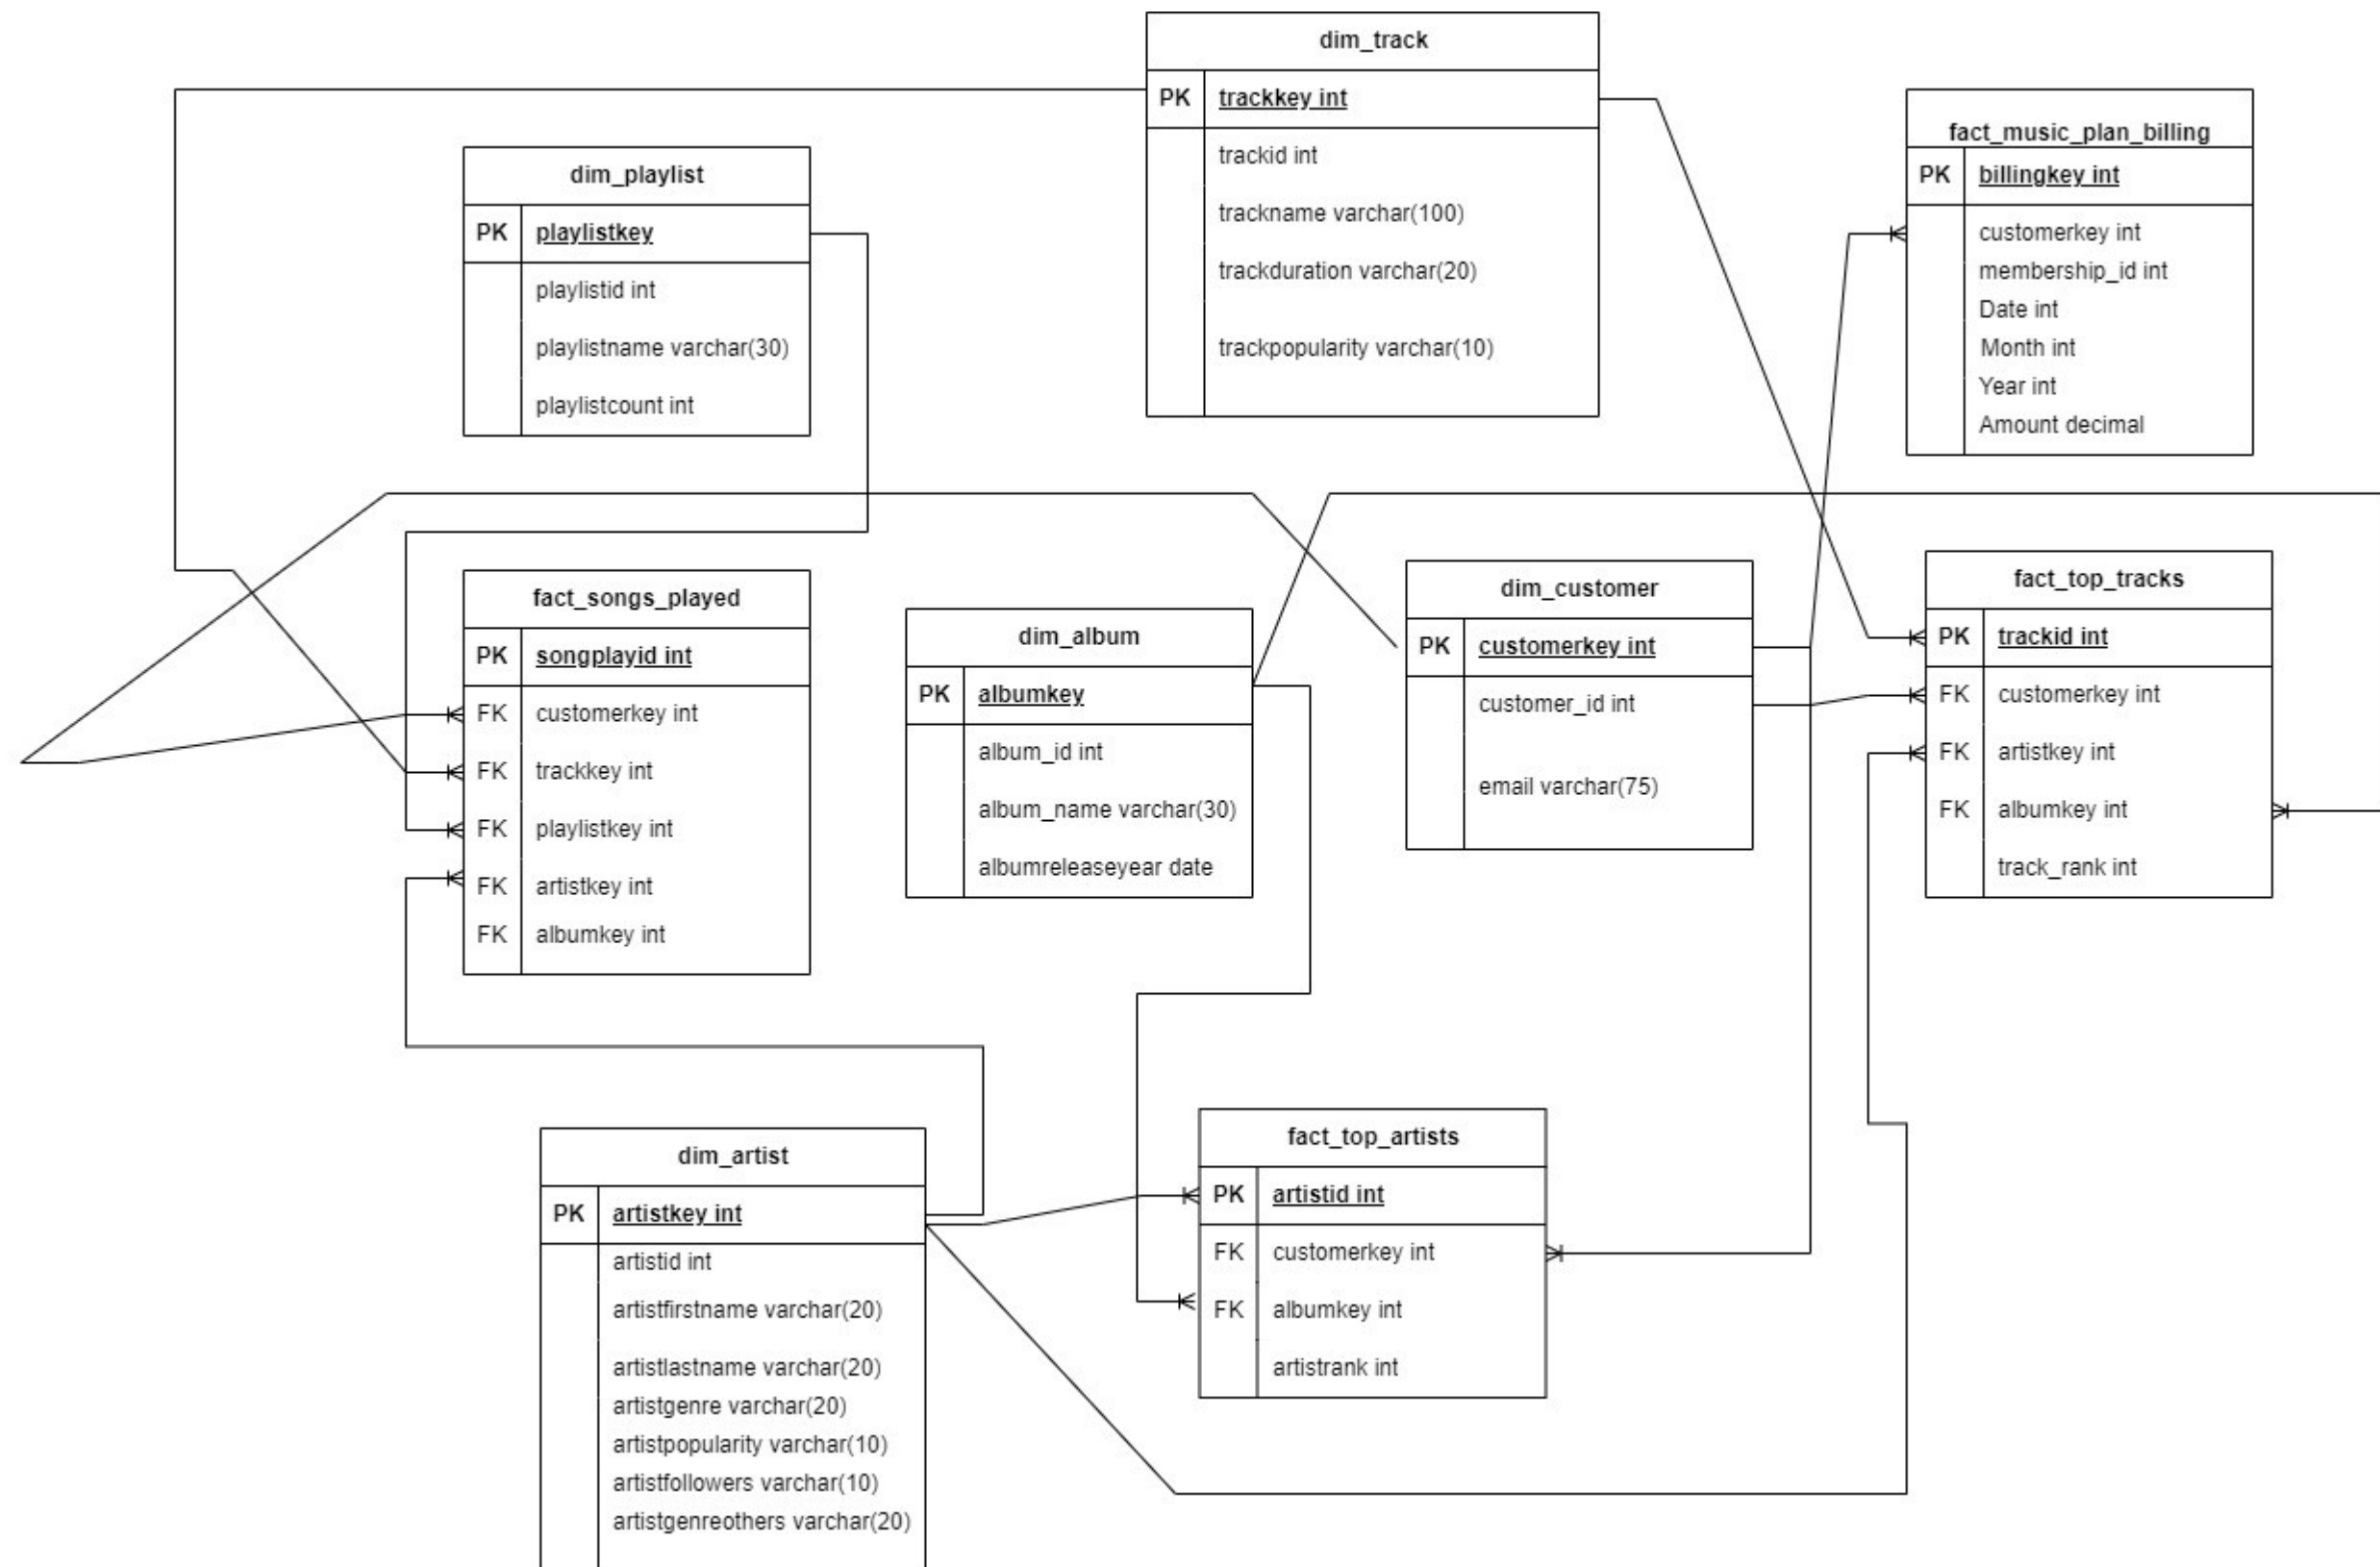 dim_track
PK trackkey int
trackid int
trackname varchar(100)
trackduration varchar(20)
trackpopularity varchar(10)
fact_music_plan_billing
PK billingkey int
customerkey int
membership_id int
Date int
Month int
Year int
Amount decimal
dim_playlist
PK playlistkey
playlistid int
playlistname varchar(30)
playlistcount int
fact_songs_played
PK songplayid int
FK customerkey int
FK trackkey int
FK playlistkey int
FK artistkey int
FK albumkey int
dim_album
PK albumkey
album_id int
album_name varchar(30)
albumreleaseyear date
dim_customer
PK customerkey int
customer_id int
email varchar(75)
fact_top_tracks
PK trackid int
FK customerkey int
FK artistkey int
FK albumkey int
track_rank int
dim_artist
PK artistkey int
artistid int
artistfirstname varchar(20)
artistlastname varchar(20)
artistgenre varchar(20)
artistpopularity varchar(10)
artistfollowers varchar(10)
artistgenreothers varchar(20)
fact_top_artists
PK artistid int
FK customerkey int
FK albumkey int
artistrank int